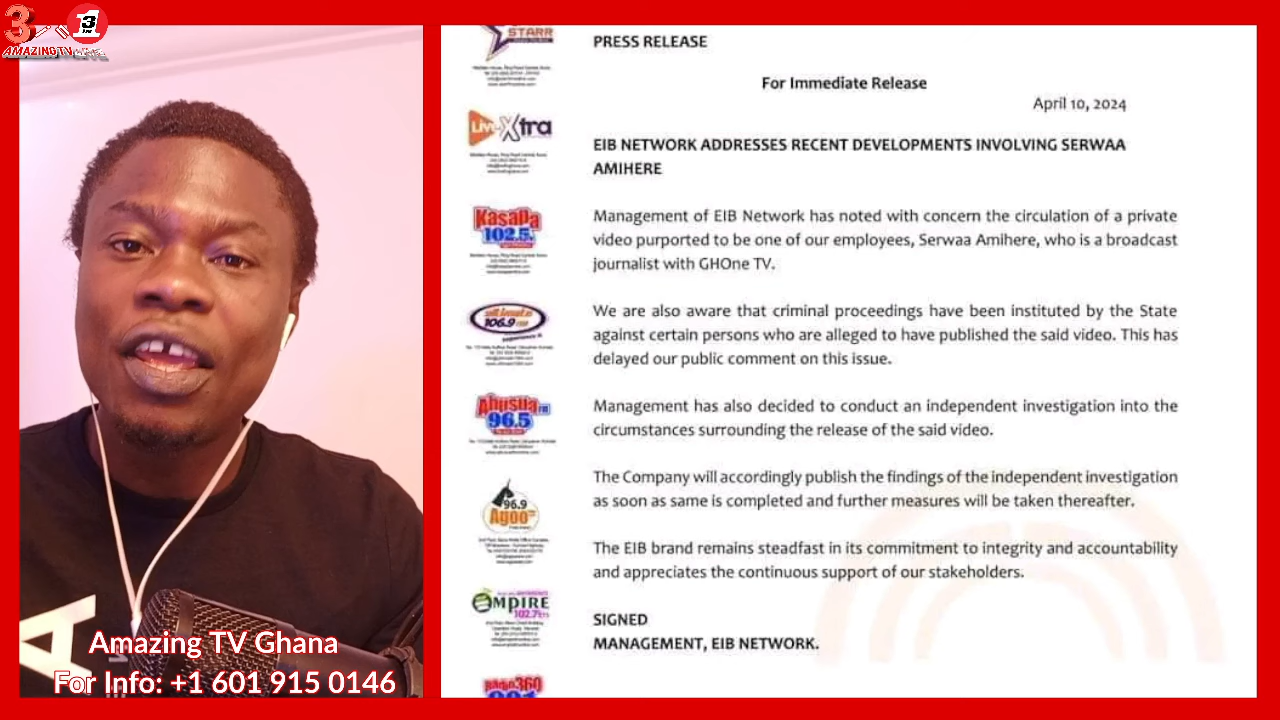 3
13
AMAZING TV
STARR
PRESS RELEASE
For Immediate Release
April 10, 2024
EIB NETWORK ADDRESSES RECENT DEVELOPMENTS INVOLVING SERWAA
AMIHERE
Management of EIB Network has noted with concern the circulation of a private
video purported to be one of our employees, Serwaa Amihere, who is a broadcast
journalist with GHOne TV.
We are also aware that criminal proceedings have been instituted by the State
against certain persons who are alleged to have published the said video. This has
delayed our public comment on this issue.
Management has also decided to conduct an independent investigation into the
circumstances surrounding the release of the said video.
The Company will accordingly publish the findings of the independent investigation
as soon as same is completed and further measures will be taken thereafter.
The EIB brand remains steadfast in its commitment to integrity and accountability
and appreciates the continuous support of our stakeholders.
SIGNED
MANAGEMENT, EIB NETWORK.
Live Xtra
Kasapa
102.5
ultimate
106.9
Abusua fm
96.5
96.9
Agoo
EMPIRE
102.7
Radio360
A
Amazing TV Ghana
For Info: +1 601 915 0146